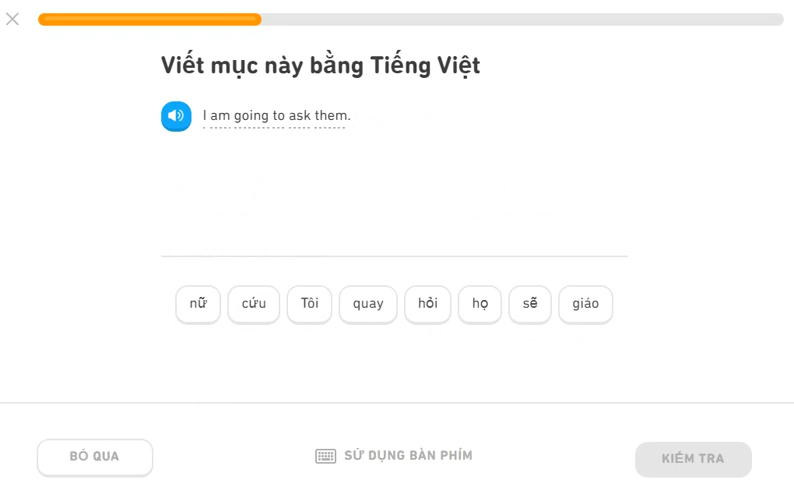 Viết mục này bằng Tiếng Việt
I am going to ask them.
nữ cứu Tôi quay hỏi họ sẽ giáo
BỎ QUA SỬ DỤNG BÀN PHÍM KIỂM TRA